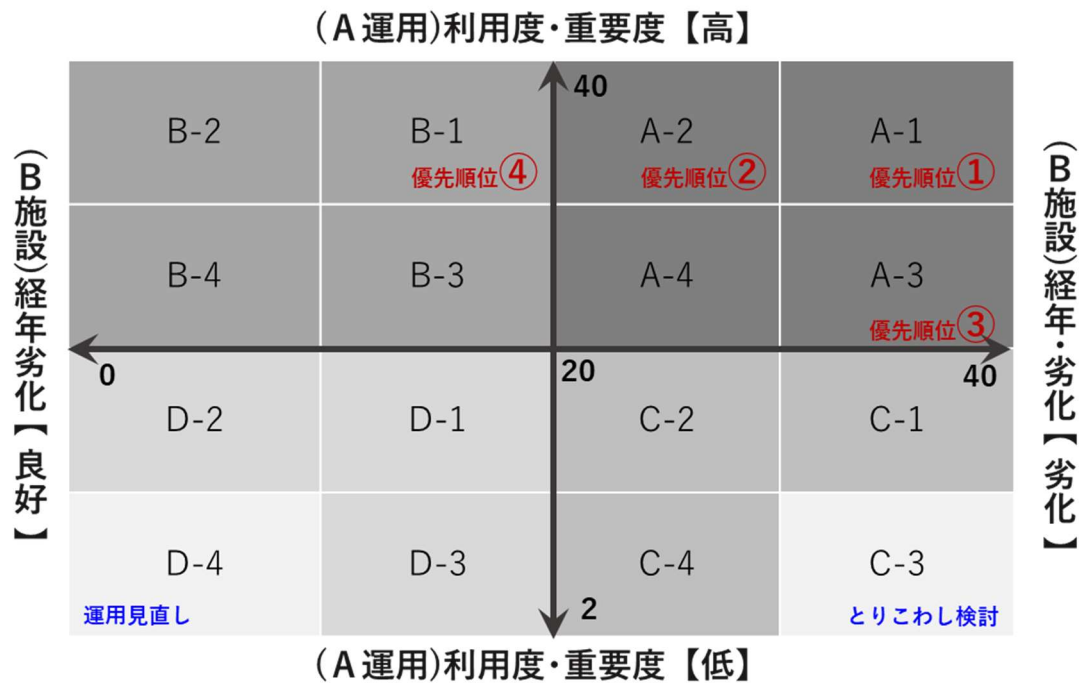 (A 運用)利用度･重要度【高】
40
B-2
B-1
A-2
A-1
優先順位④
優先順位②
優先順位①
(B施設)経年劣化【良好】
(B施設)経年・劣化【劣化】
B-4
B-3
A-4
A-3
優先順位③
0
20
40
D-2
D-1
C-2
C-1
D-4
D-3
C-4
C-3
運用見直し
2
とりこわし検討
(A 運用)利用度･重要度【低】